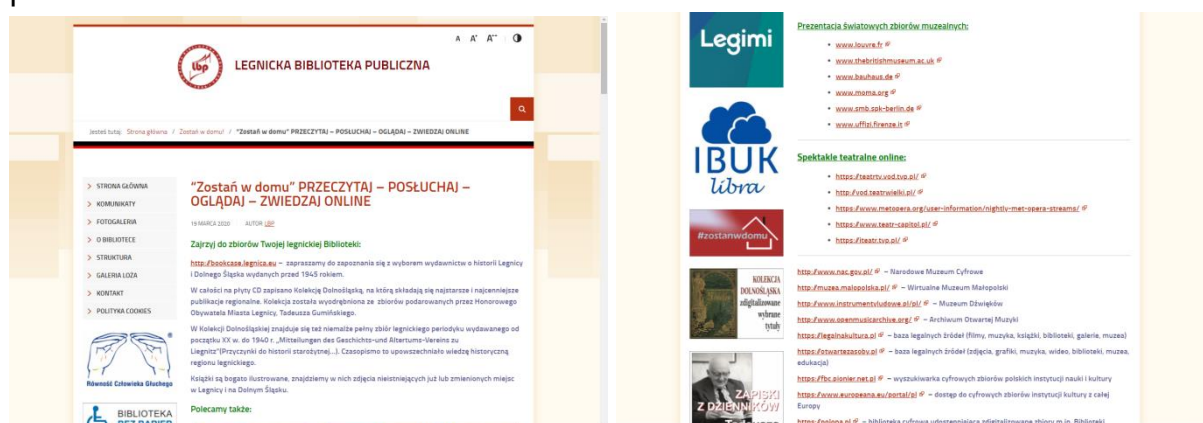 A A+ A++
lbp
LEGNICKA BIBLIOTEKA PUBLICZNA
Jesteś tutaj: Strona główna / Zostań w domu! / "Zostań w domu" PRZECZYTAJ – POSŁUCHAJ – OGLĄDAJ – ZWIEDZAJ ONLINE
> STRONA GŁÓWNA
> KOMUNIKATY
> FOTOGALERIA
> O BIBLIOTECE
> STRUKTURA
> GALERIA LOŻA
> KONTAKT
> POLITYKA COOKIES
Równość Człowieka Głuchego
BIBLIOTEKA
BEZ BARIER
"Zostań w domu" PRZECZYTAJ – POSŁUCHAJ –
OGLĄDAJ – ZWIEDZAJ ONLINE
19 MARCA 2020 AUTOR LBP
Zajrzyj do zbiorów Twojej legnickiej Biblioteki:
http://bookcase.legnica.eu – zapraszamy do zapoznania się z wyborem wydawnictw o historii Legnicy
i Dolnego Śląska wydanych przed 1945 rokiem.
W całości na płyty CD zapisano Kolekcję Dolnośląską, na którą składają się najstarsze i najcenniejsze
publikacje regionalne. Kolekcja została wyodrębniona ze zbiorów podarowanych przez Honorowego
Obywatela Miasta Legnicy, Tadeusza Gumińskiego.
W Kolekcji Dolnośląskiej znajduje się też niemalże pełny zbiór legnickiego periodyku wydawanego od
początku XX w. do 1940 r. „Mitteilungen des Geschichts-und Altertums-Vereins zu
Liegnitz"(Przyczynki do historii starożytnej...). Czasopismo to upowszechniało wiedzę historyczną
regionu legnickiego.
Książki są bogato ilustrowane, znajdziemy w nich zdjęcia nieistniejących już lub zmienionych miejsc
w Legnicy i na Dolnym Śląsku.
Polecamy także:
Legimi
IBUK
libra
#zostanwdomu
KOLEKCJA
DOLNOŚLĄSKA
zdigitalizowane
wybrane
tytuły
ZAPISKI
Z DZIENNIKÓW
Prezentacja światowych zbiorów muzealnych:
• www.louvre.fr
• www.thebritishmuseum.ac.uk
• www.bauhaus.de
• www.moma.org
• www.smb.spk-berlin.de
• www.uffizi.firenze.it
Spektakle teatralne online:
• https://teatrtv.vod.tvp.pl/
• http://vod.teatrwielki.pl/
• https://www.metopera.org/user-information/nightly-met-opera-streams/
• https://www.teatr-capitol.pl/
• https://iteatr.tvp.pl/
http://www.nac.gov.pl/ – Narodowe Muzeum Cyfrowe
http://muzea.malopolska.pl/ – Wirtualne Muzeum Małopolski
http://www.instrumentyludowe.pl/pl/ – Muzeum Dźwięków
http://www.openmusicarchive.org/ – Archiwum Otwartej Muzyki
https://legalnakultura.pl – baza legalnych źródeł (filmy, muzyka, książki, biblioteki, galerie, muzea)
https://otwartezasoby.pl – baza legalnych źródeł (zdjęcia, grafiki, muzyka, wideo, biblioteki, muzea,
edukacja)
https://fbc.pionier.net.pl – wyszukiwarka cyfrowych zbiorów polskich instytucji nauki i kultury
https://www.europeana.eu/portal/pl – dostęp do cyfrowych zbiorów instytucji kultury z całej
Europy
https://polona.pl – biblioteka cyfrowa udostępniająca zdigitalizowane zbiory m.in. Biblioteki